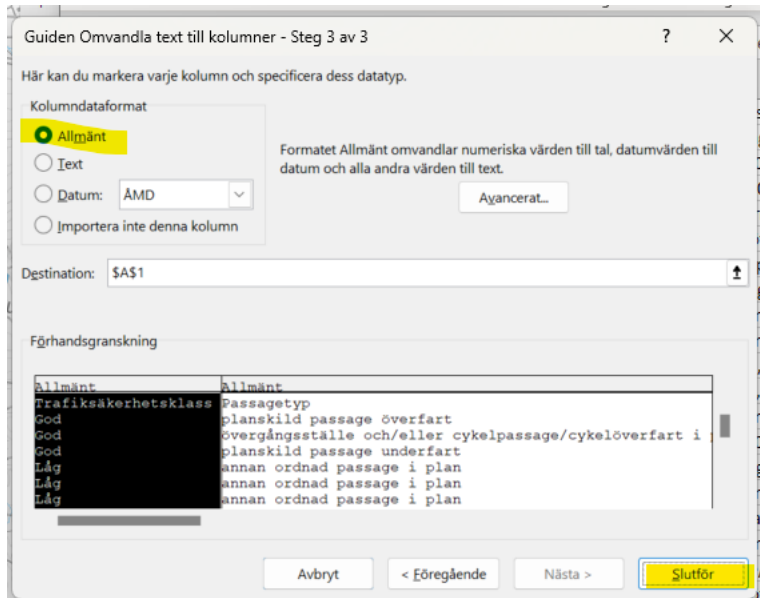 Guiden Omvandla text till kolumner - Steg 3 av 3 ? ×
Här kan du markera varje kolumn och specificera dess datatyp.
Kolumndataformat
Allmänt
Text
Datum: ÅMD
Importera inte denna kolumn
Formatet Allmänt omvandlar numeriska värden till tal, datumvärden till
datum och alla andra värden till text.
Avancerat...
Destination: $A$1
Förhandsgranskning
Allmänt Allmänt
Trafiksäkerhetsklass Passagetyp
God planskild passage överfart
God övergångsställe och/eller cykelpassage/cykelöverfart i
God planskild passage underfart
Låg annan ordnad passage i plan
Låg annan ordnad passage i plan
Låg annan ordnad passage i plan
Avbryt < Föregående Nästa > Slutför